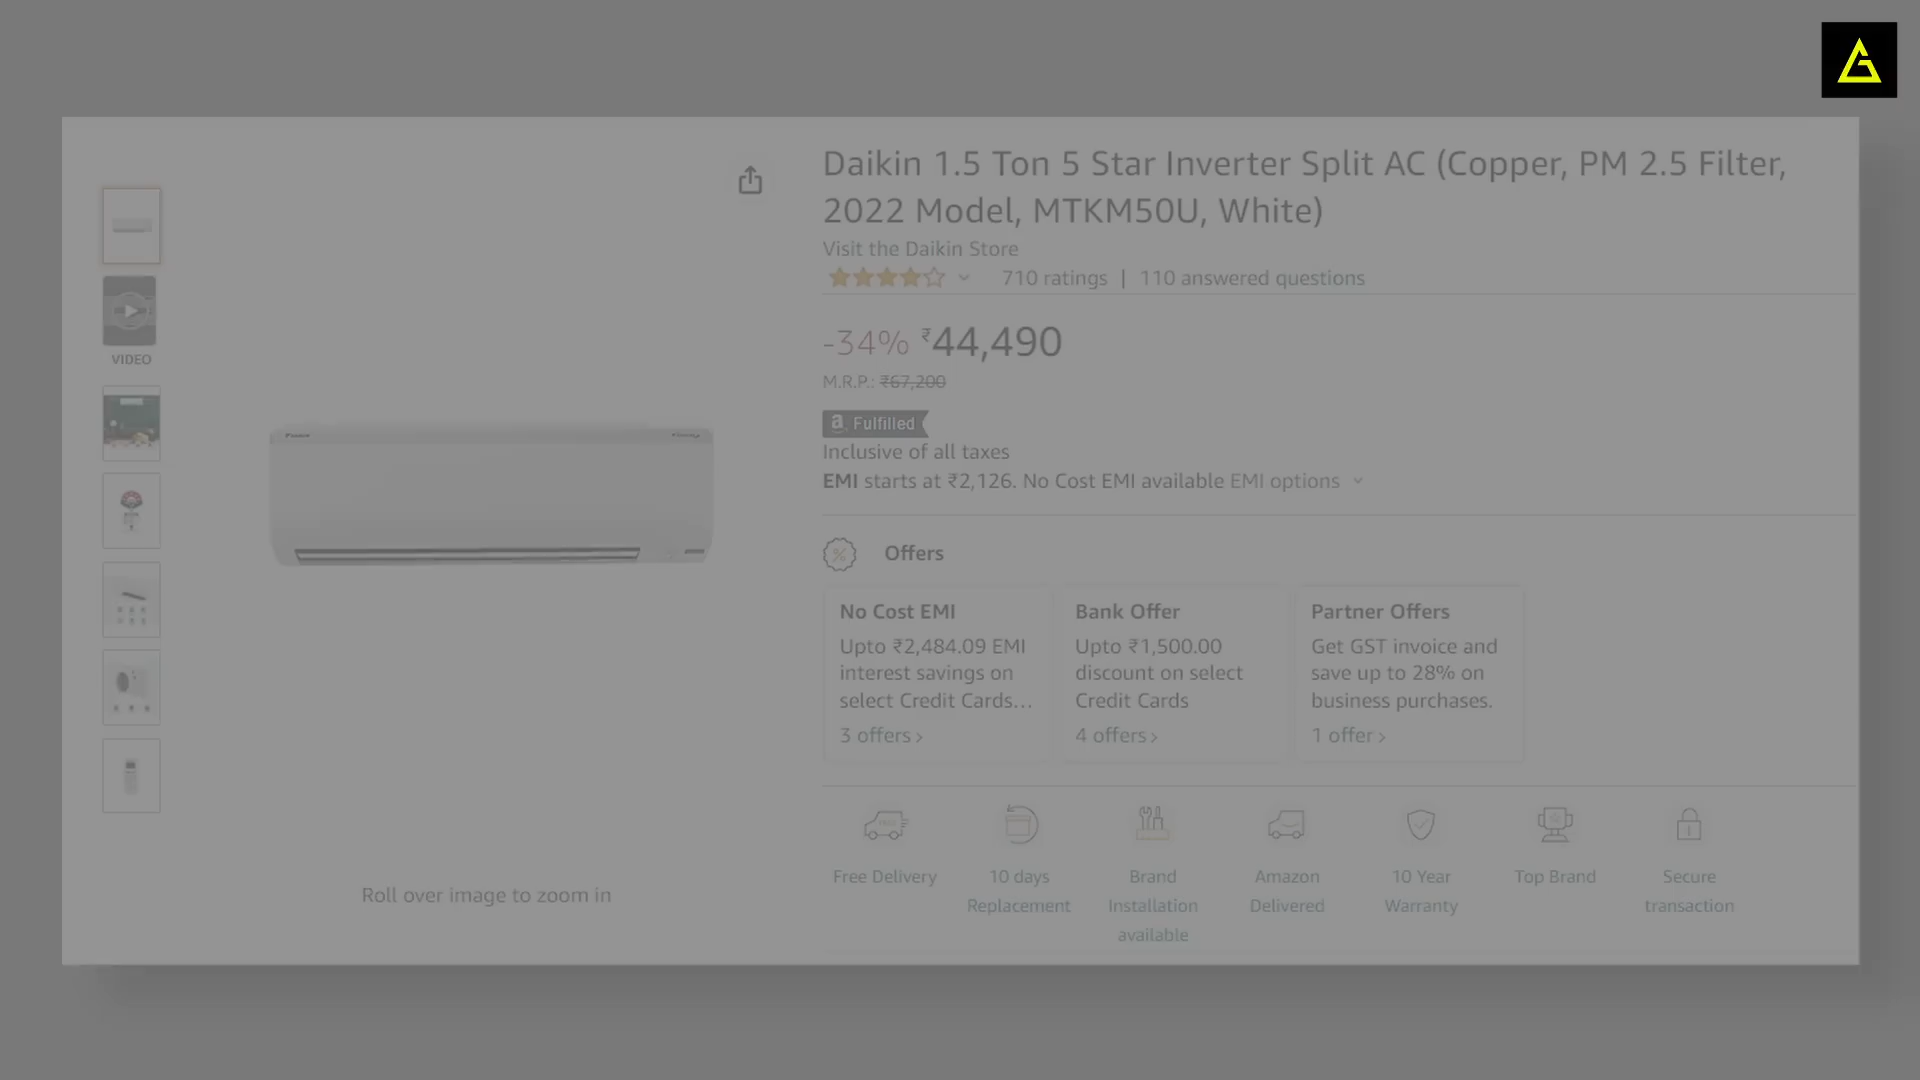 Daikin 1.5 Ton 5 Star Inverter Split AC (Copper, PM 2.5 Filter,
2022 Model, MTKM50U, White)
Visit the Daikin Store
710 ratings | 110 answered questions
-34% ₹44,490
M.R.P.: ₹67,200
a Fulfilled
Inclusive of all taxes
EMI starts at ₹2,126. No Cost EMI available EMI options
VIDEO
% Offers
No Cost EMI
Upto ₹2,484.09 EMI
interest savings on
select Credit Cards…
3 offers ›
Bank Offer
Upto ₹1,500.00
discount on select
Credit Cards
4 offers ›
Partner Offers
Get GST invoice and
save up to 28% on
business purchases.
1 offer ›
Free Delivery
10 days
Replacement
Brand
Installation
available
Amazon
Delivered
10 Year
Warranty
Top Brand
Secure
transaction
Roll over image to zoom in